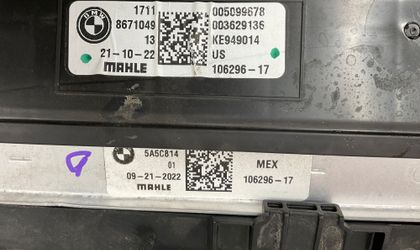 BMW
1711
8671049
13
21-10-22
MAHLE
005099678
003629136
KE949014
US
106296-17
5A5C814
01
09-21-2022
MAHLE
MEX
106296-17